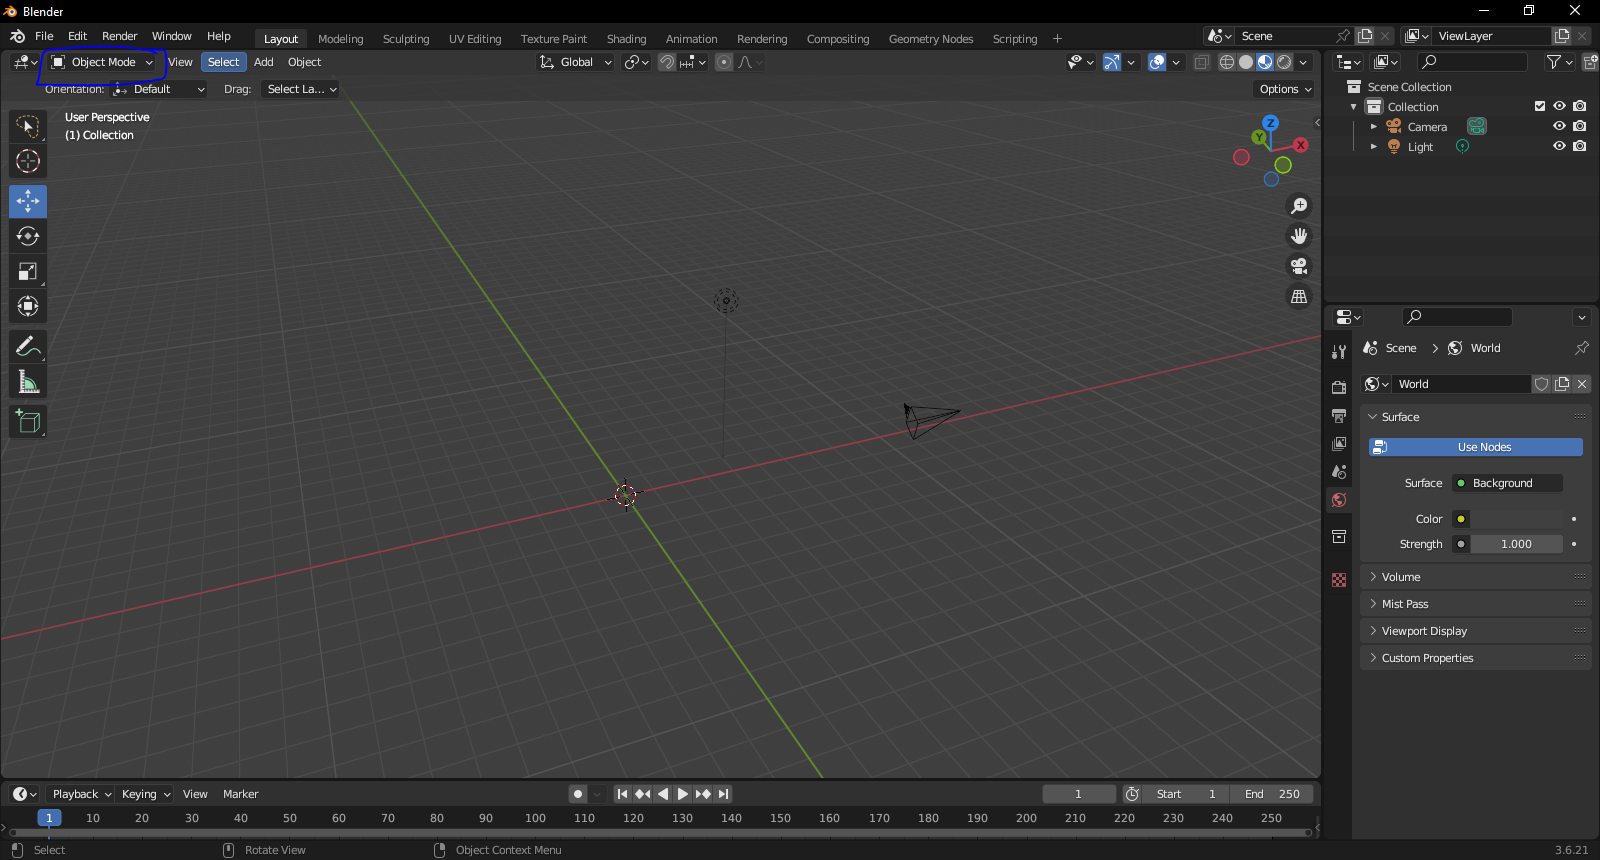 Blender
File Edit Render Window Help Layout Modeling Sculpting UV Editing Texture Paint Shading Animation Rendering Compositing Geometry Nodes Scripting + Scene ViewLayer
Object Mode View Select Add Object Global
Orientation: Default Drag: Select La... Options
User Perspective
(1) Collection
Z
Y
X
Scene Collection
Collection
Camera
Light
Scene > World
World
Surface
Use Nodes
Surface Background
Color
Strength 1.000
Volume
Mist Pass
Viewport Display
Custom Properties
Playback Keying View Marker 1 Start 1 End 250
1 10 20 30 40 50 60 70 80 90 100 110 120 130 140 150 160 170 180 190 200 210 220 230 240 250
Select Rotate View Object Context Menu 3.6.21